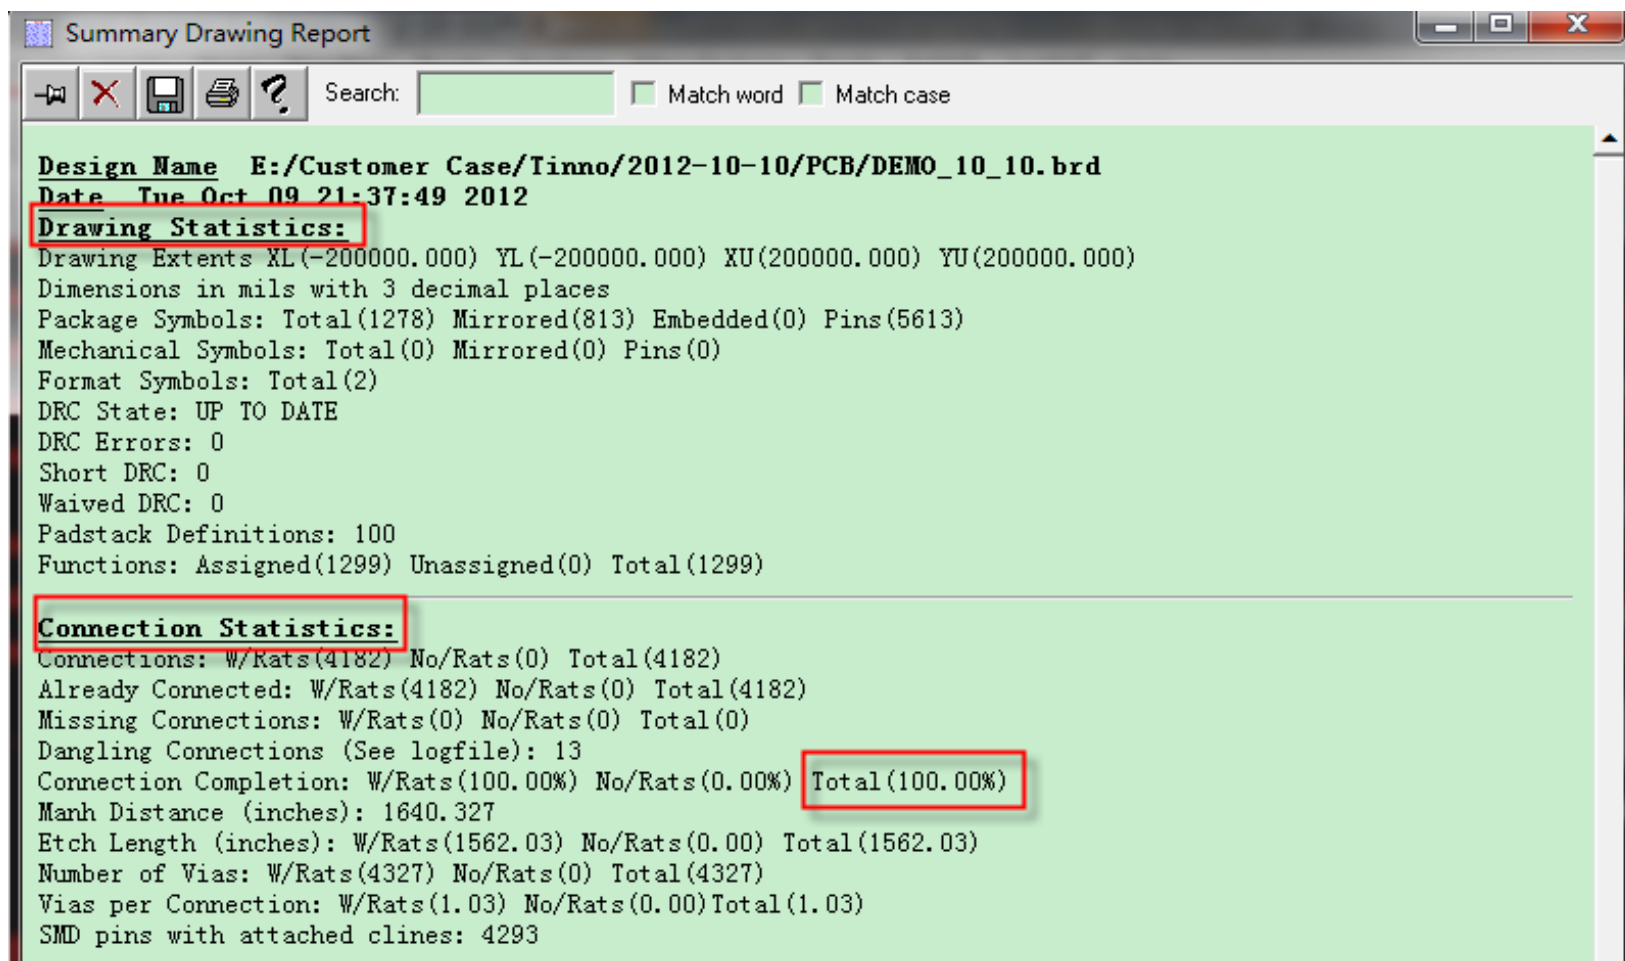 Summary Drawing Report
Search: Match word Match case
Design Name E:/Customer Case/Tinno/2012-10-10/PCB/DEMO_10_10.brd
Date Tue Oct 09 21:37:49 2012
Drawing Statistics:
Drawing Extents XL(-200000.000) YL(-200000.000) XU(200000.000) YU(200000.000)
Dimensions in mils with 3 decimal places
Package Symbols: Total(1278) Mirrored(813) Embedded(0) Pins(5613)
Mechanical Symbols: Total(0) Mirrored(0) Pins(0)
Format Symbols: Total(2)
DRC State: UP TO DATE
DRC Errors: 0
Short DRC: 0
Waived DRC: 0
Padstack Definitions: 100
Functions: Assigned(1299) Unassigned(0) Total(1299)
Connection Statistics:
Connections: W/Rats(4182) No/Rats(0) Total(4182)
Already Connected: W/Rats(4182) No/Rats(0) Total(4182)
Missing Connections: W/Rats(0) No/Rats(0) Total(0)
Dangling Connections (See logfile): 13
Connection Completion: W/Rats(100.00%) No/Rats(0.00%) Total(100.00%)
Manh Distance (inches): 1640.327
Etch Length (inches): W/Rats(1562.03) No/Rats(0.00) Total(1562.03)
Number of Vias: W/Rats(4327) No/Rats(0) Total(4327)
Vias per Connection: W/Rats(1.03) No/Rats(0.00)Total(1.03)
SMD pins with attached clines: 4293